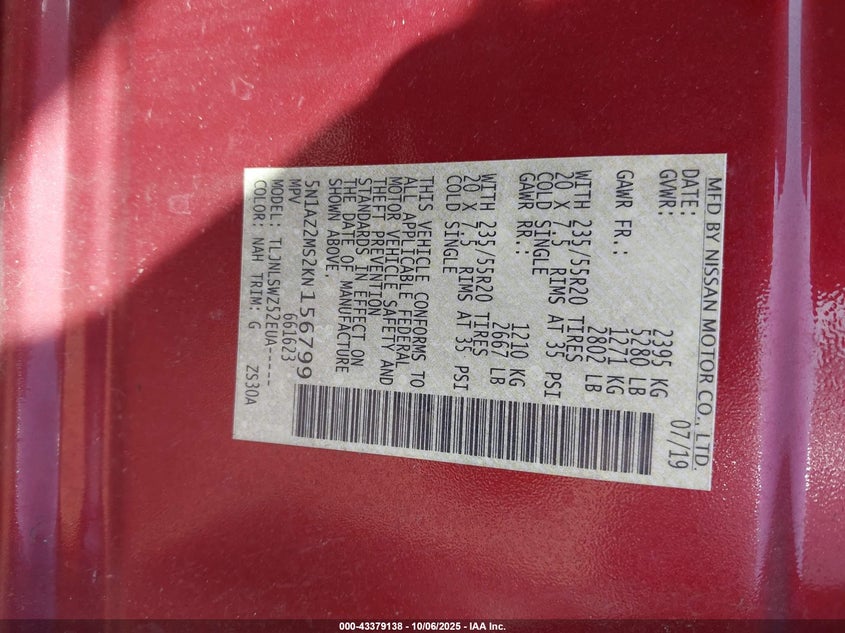 MFD BY NISSAN MOTOR CO., LTD.
DATE: 07/19
GVWR: 2395 KG
5280 LB
GAWR FR.: 1271 KG
2802 LB
WITH 235/55R20 TIRES
20 X 7.5 RIMS AT 35 PSI
COLD SINGLE
GAWR RR.: 1210 KG
2667 LB
WITH 235/55R20 TIRES
20 X 7.5 RIMS AT 35 PSI
COLD SINGLE
THIS VEHICLE CONFORMS TO
ALL APPLICABLE FEDERAL
MOTOR VEHICLE SAFETY AND
THEFT PREVENTION
STANDARDS IN EFFECT ON
THE DATE OF MANUFACTURE
SHOWN ABOVE.
5N1AZ2MS2KN156799
MPV 661623
MODEL: TLJNLSWZ52EUA-----
COLOR: NAH TRIM: G ZS30A
000-43379138 - 10/06/2025 - IAA Inc.